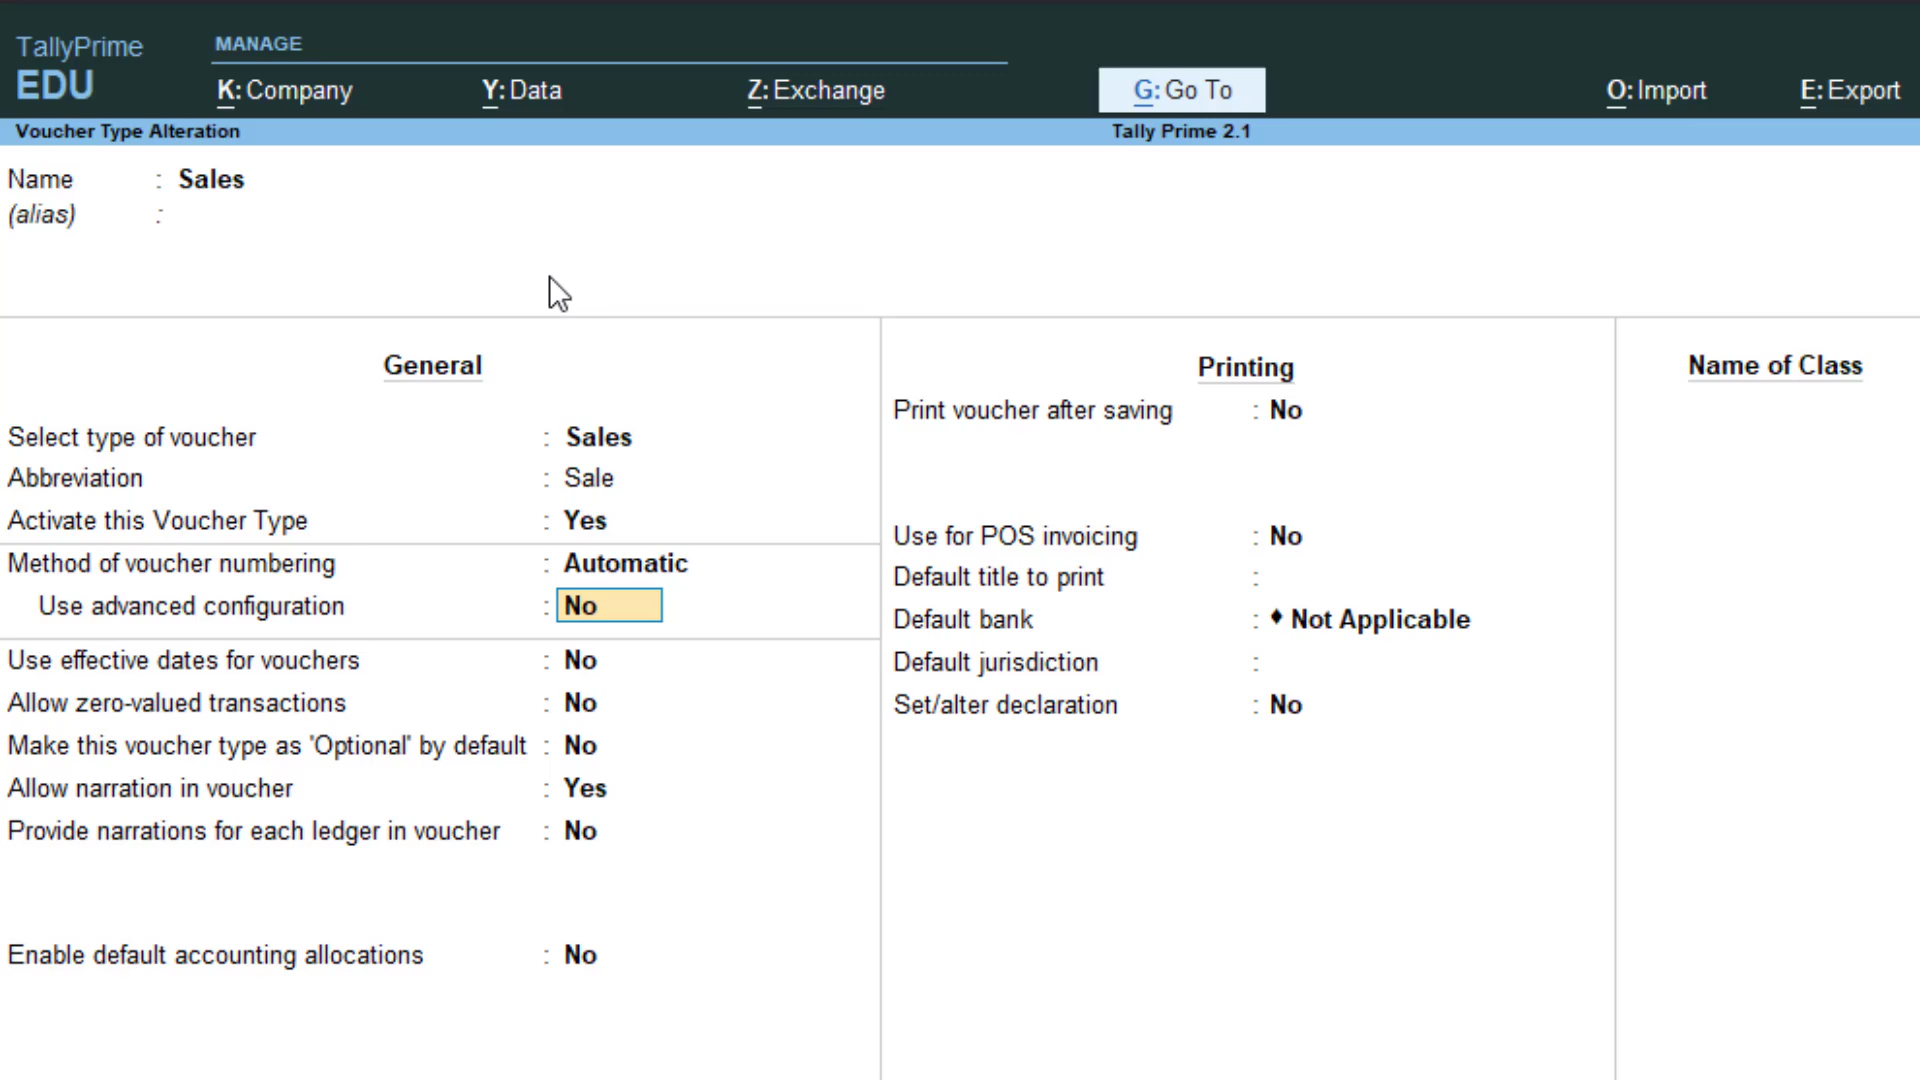 TallyPrime
EDU
MANAGE
K: Company
Y: Data
Z: Exchange
G: Go To
O: Import
E: Export
Voucher Type Alteration
Tally Prime 2.1
Name : Sales
(alias) :
General
Select type of voucher : Sales
Abbreviation : Sale
Activate this Voucher Type : Yes
Method of voucher numbering : Automatic
Use advanced configuration : No
Use effective dates for vouchers : No
Allow zero-valued transactions : No
Make this voucher type as 'Optional' by default : No
Allow narration in voucher : Yes
Provide narrations for each ledger in voucher : No
Enable default accounting allocations : No
Printing
Print voucher after saving : No
Use for POS invoicing : No
Default title to print :
Default bank : ♦ Not Applicable
Default jurisdiction :
Set/alter declaration : No
Name of Class